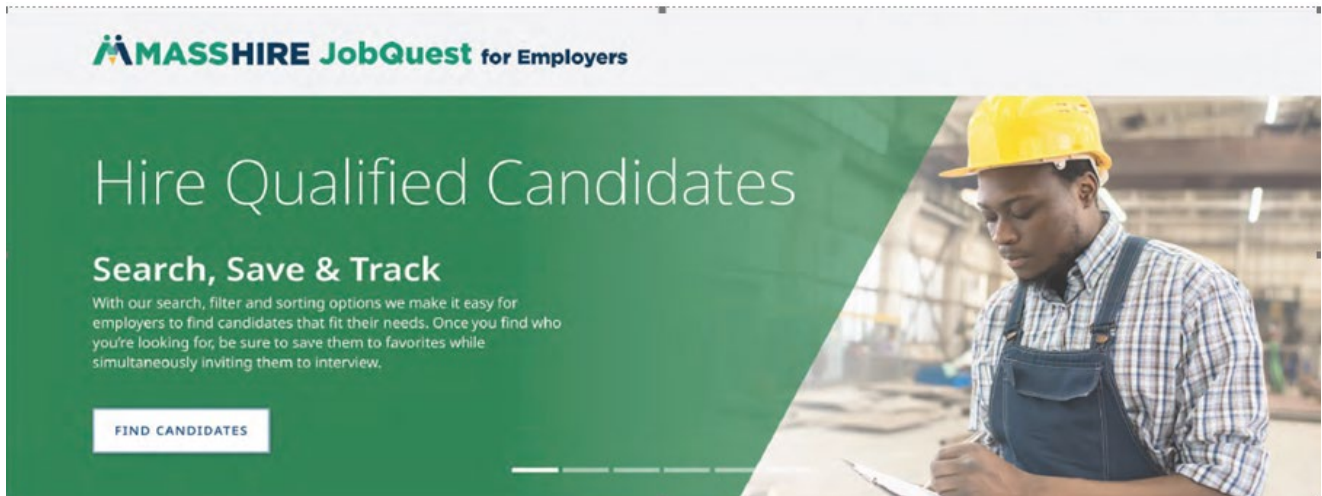 MASSHIRE JobQuest for Employers
Hire Qualified Candidates
Search, Save & Track
With our search, filter and sorting options we make it easy for
employers to find candidates that fit their needs. Once you find who
you're looking for, be sure to save them to favorites while
simultaneously inviting them to interview.
FIND CANDIDATES